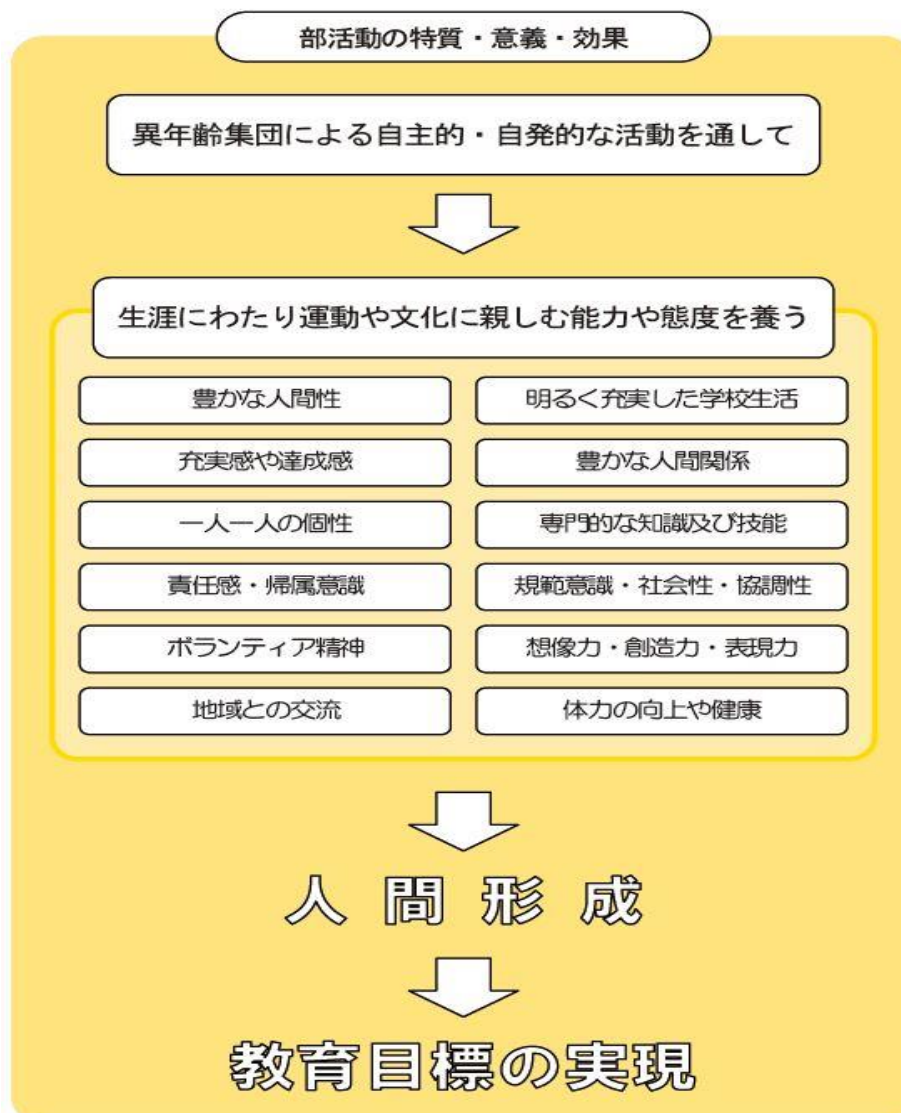 部活動の特質・意義・効果
異年齢集団による自主的・自発的な活動を通して
生涯にわたり運動や文化に親しむ能力や態度を養う
豊かな人間性
明るく充実した学校生活
充実感や達成感
豊かな人間関係
一人一人の個性
専門的な知識及び技能
責任感・帰属意識
規範意識・社会性・協調性
ボランティア精神
想像力・創造力・表現力
地域との交流
体力の向上や健康
人間形成
教育目標の実現